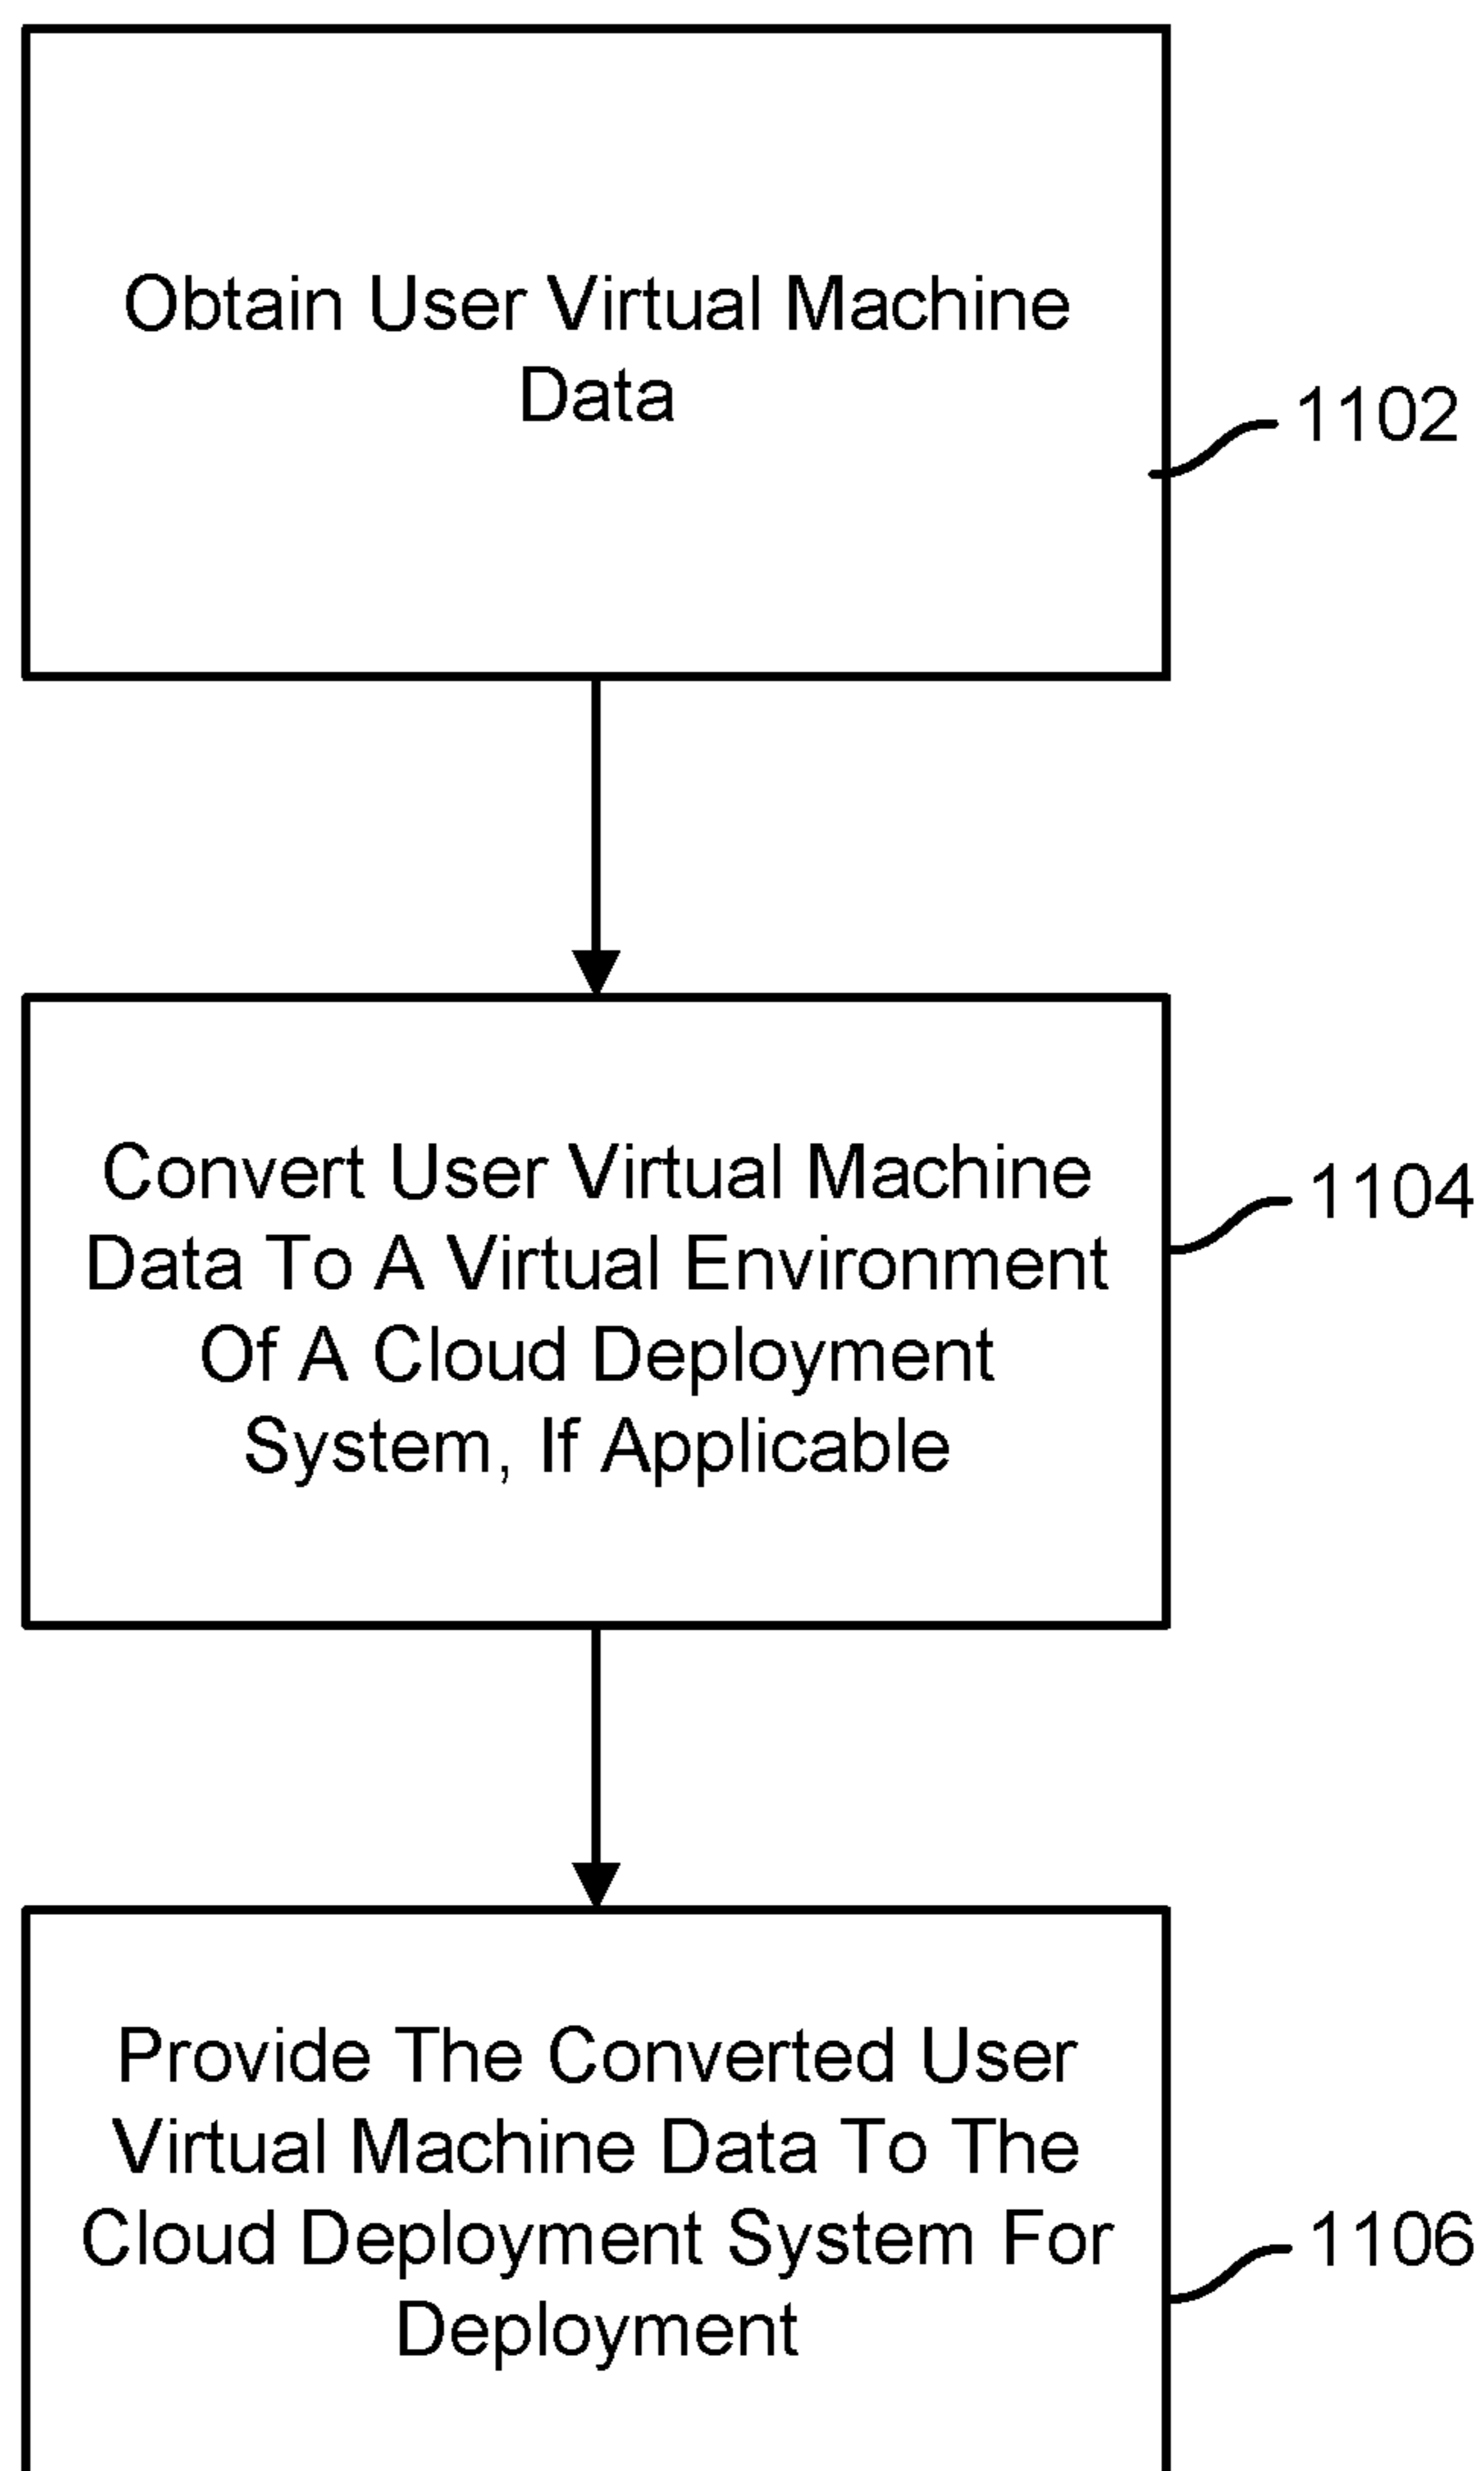 Obtain User Virtual Machine
Data
1102
Convert User Virtual Machine
Data To A Virtual Environment
Of A Cloud Deployment
System, If Applicable
1104
Provide The Converted User
Virtual Machine Data To The
Cloud Deployment System For
Deployment
1106